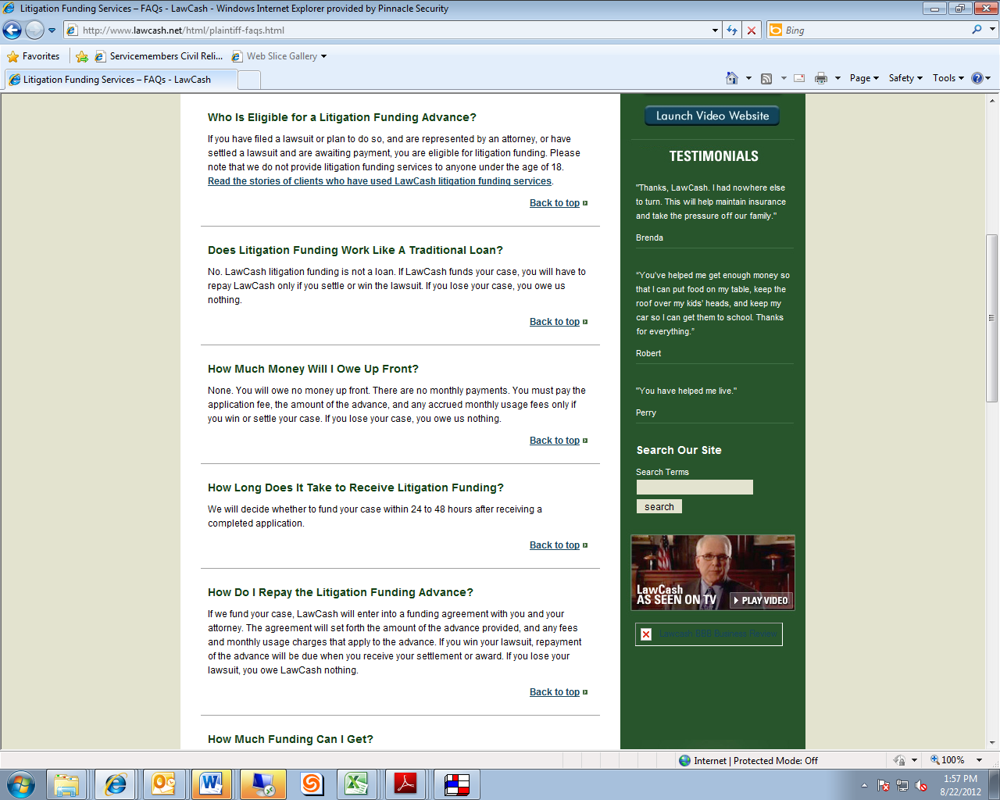 Litigation Funding Services – FAQs - LawCash - Windows Internet Explorer provided by Pinnacle Security
http://www.lawcash.net/html/plaintiff-faqs.html
Bing
Favorites
Servicemembers Civil Reli...
Web Slice Gallery
Litigation Funding Services – FAQs - LawCash
Page
Safety
Tools
Who Is Eligible for a Litigation Funding Advance?
If you have filed a lawsuit or plan to do so, and are represented by an attorney, or have
settled a lawsuit and are awaiting payment, you are eligible for litigation funding. Please
note that we do not provide litigation funding services to anyone under the age of 18.
Read the stories of clients who have used LawCash litigation funding services.
Back to top
Does Litigation Funding Work Like A Traditional Loan?
No. LawCash litigation funding is not a loan. If LawCash funds your case, you will have to
repay LawCash only if you settle or win the lawsuit. If you lose your case, you owe us
nothing.
Back to top
How Much Money Will I Owe Up Front?
None. You will owe no money up front. There are no monthly payments. You must pay the
application fee, the amount of the advance, and any accrued monthly usage fees only if
you win or settle your case. If you lose your case, you owe us nothing.
Back to top
How Long Does It Take to Receive Litigation Funding?
We will decide whether to fund your case within 24 to 48 hours after receiving a
completed application.
Back to top
How Do I Repay the Litigation Funding Advance?
If we fund your case, LawCash will enter into a funding agreement with you and your
attorney. The agreement will set forth the amount of the advance provided, and any fees
and monthly usage charges that apply to the advance. If you win your lawsuit, repayment
of the advance will be due when you receive your settlement or award. If you lose your
lawsuit, you owe LawCash nothing.
Back to top
How Much Funding Can I Get?
Launch Video Website
TESTIMONIALS
"Thanks, LawCash. I had nowhere else
to turn. This will help maintain insurance
and take the pressure off our family."
Brenda
“You’ve helped me get enough money so
that I can put food on my table, keep the
roof over my kids’ heads, and keep my
car so I can get them to school. Thanks
for everything.”
Robert
"You have helped me live."
Perry
Search Our Site
Search Terms
search
LawCash
AS SEEN ON TV
PLAY VIDEO
Lawcash BBB Business Review
Internet | Protected Mode: Off
100%
1:57 PM
8/22/2012